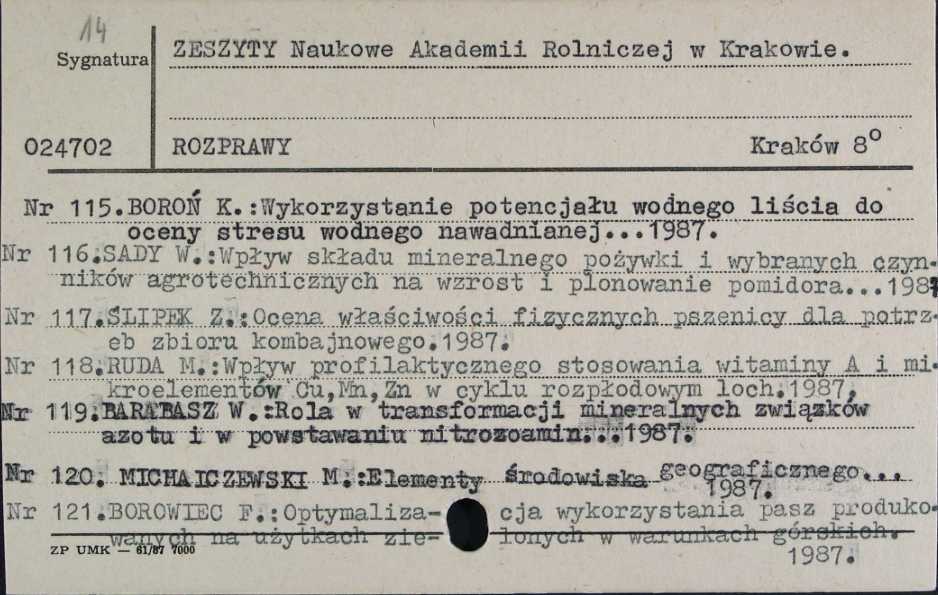 14
Sygnatura
ZESZYTY Naukowe Akademii Rolniczej w Krakowie.
024702
ROZPRAWY Kraków 8°
Nr 115.BOROŃ K.:Wykorzystanie potencjału wodnego liścia do
oceny stresu wodnego nawadnianej...1987.
Nr 116.SADY W.:Wpływ składu mineralnego pożywki i wybranych czyn-
ników agrotechnicznych na wzrost i plonowanie pomidora...1987
Nr 117.ŚLIPEK Z.:Ocena właściwości fizycznych pszenicy dla potrz-
eb zbioru kombajnowego.1987.
Nr 118.RUDA M.:Wpływ profilaktycznego stosowania witaminy A i mi-
kroelementów Cu,Mn,Zn w cyklu rozpłodowym loch.1987,
Nr 119.BARABASZ W.:Rola w transformacji mineralnych związków
azotu i w powstawaniu nitrozoamin...1987.
Nr 120. MICHAICZEWSKI M.:Elementy środowiska geograficznego...
1987.
Nr 121.BOROWIEC F.:Optymaliza- cja wykorzystania pasz produko-
wanych na użytkach zie- lonych w warunkach górskich.
ZP UMK — 61/87 7000
1987.